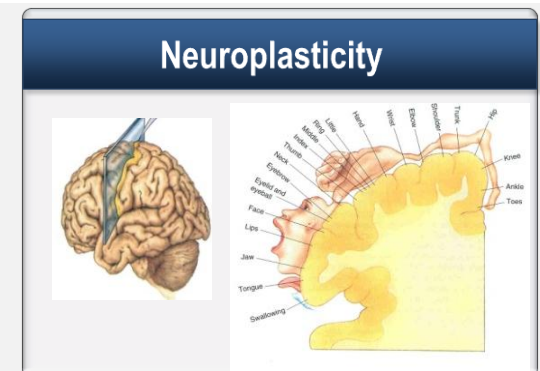 Neuroplasticity
Hip
Trunk
Shoulder
Elbow
Wrist
Hand
Little
Ring
Middle
Index
Thumb
Neck
Eyebrow
Eyelid and
eyeball
Face
Lips
Jaw
Tongue
Swallowing
Knee
Ankle
Toes